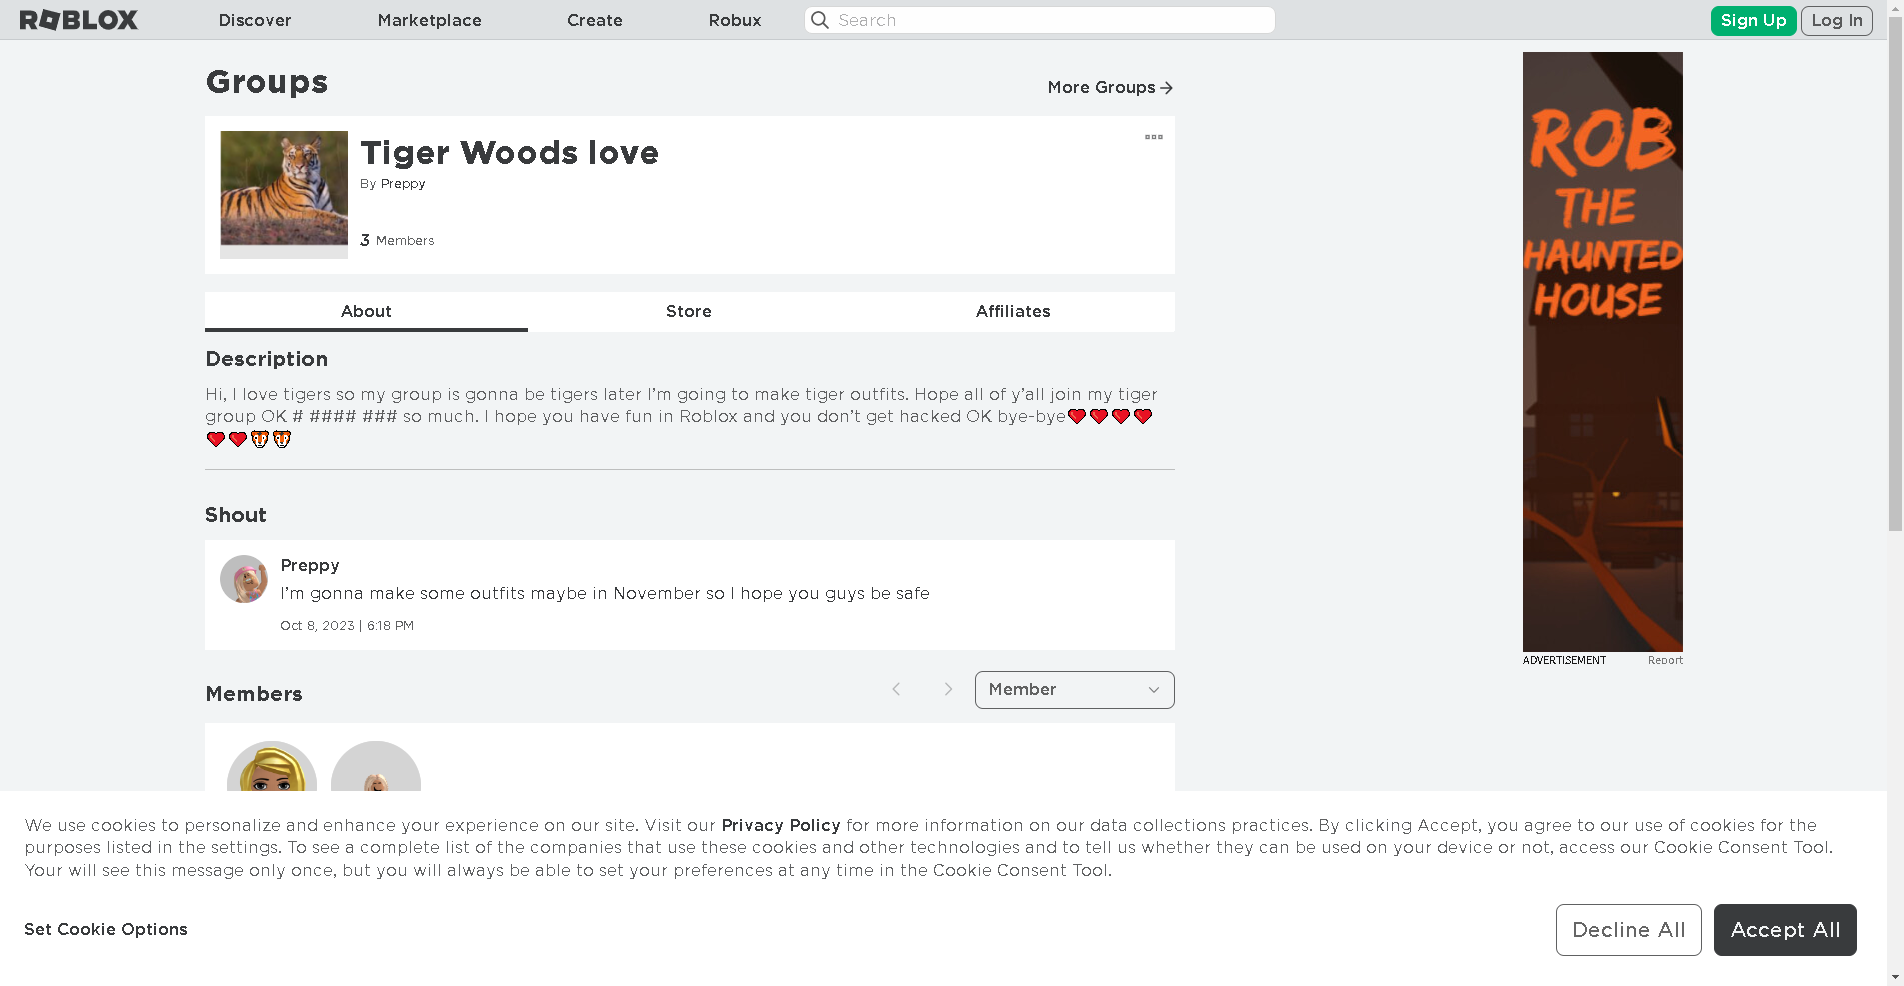 ROBLOX
Discover
Marketplace
Create
Robux
Search
Sign Up
Log In
Groups
More Groups
Tiger Woods love
By Preppy
3 Members
About
Store
Affiliates
Description
Hi, I love tigers so my group is gonna be tigers later I’m going to make tiger outfits. Hope all of y’all join my tiger
group OK # #### ### so much. I hope you have fun in Roblox and you don’t get hacked OK bye-bye❤️❤️❤️❤️
❤️❤️🐯🐯
Shout
Preppy
I’m gonna make some outfits maybe in November so I hope you guys be safe
Oct 8, 2023 | 6:18 PM
Members
Member
ROB
THE
HAUNTED
HOUSE
ADVERTISEMENT
Report
We use cookies to personalize and enhance your experience on our site. Visit our Privacy Policy for more information on our data collections practices. By clicking Accept, you agree to our use of cookies for the
purposes listed in the settings. To see a complete list of the companies that use these cookies and other technologies and to tell us whether they can be used on your device or not, access our Cookie Consent Tool.
Your will see this message only once, but you will always be able to set your preferences at any time in the Cookie Consent Tool.
Set Cookie Options
Decline All
Accept All